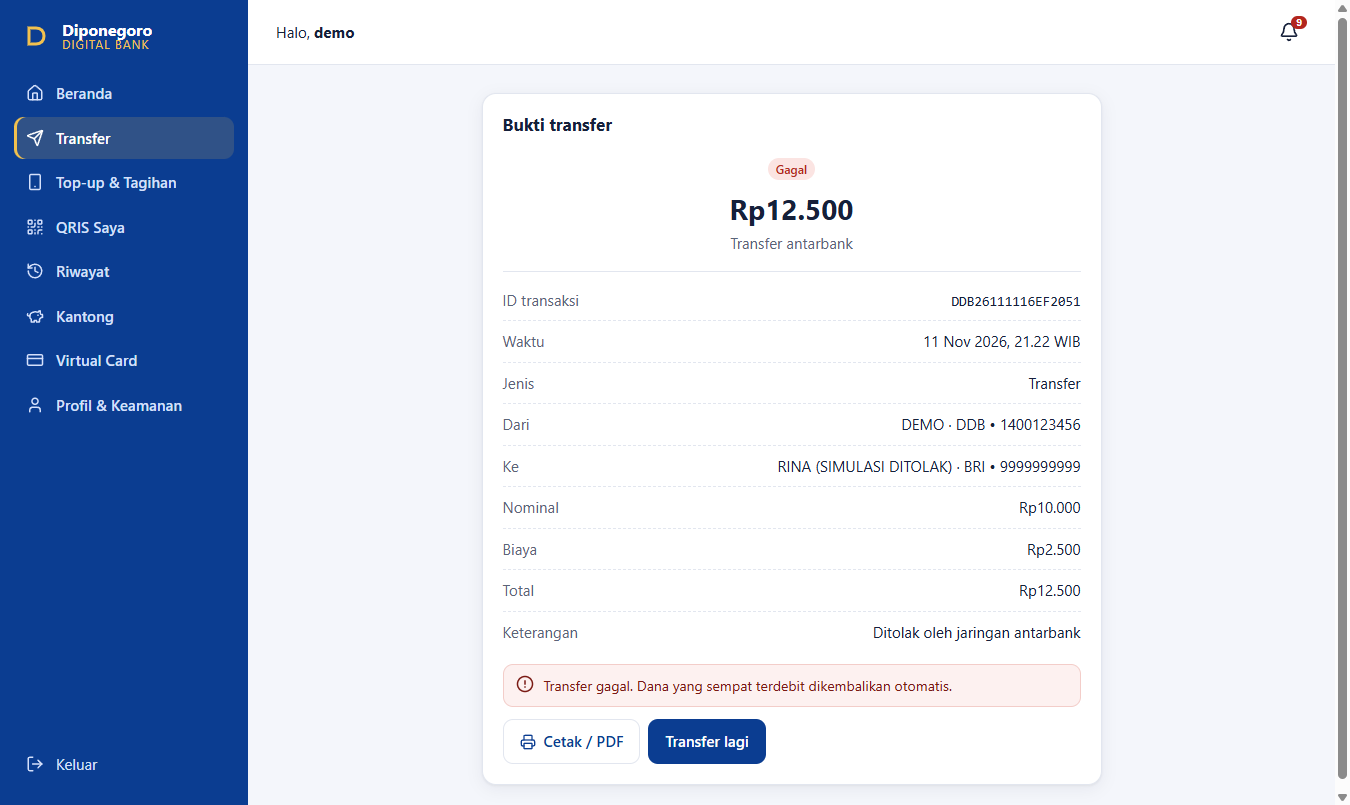 Diponegoro
DIGITAL BANK
Beranda
Transfer
Top-up & Tagihan
QRIS Saya
Riwayat
Kantong
Virtual Card
Profil & Keamanan
Keluar
Halo, demo
9
Bukti transfer
Gagal
Rp12.500
Transfer antarbank
ID transaksi DDB26111116EF2051
Waktu 11 Nov 2026, 21.22 WIB
Jenis Transfer
Dari DEMO · DDB • 1400123456
Ke RINA (SIMULASI DITOLAK) · BRI • 9999999999
Nominal Rp10.000
Biaya Rp2.500
Total Rp12.500
Keterangan Ditolak oleh jaringan antarbank
Transfer gagal. Dana yang sempat terdebit dikembalikan otomatis.
Cetak / PDF
Transfer lagi